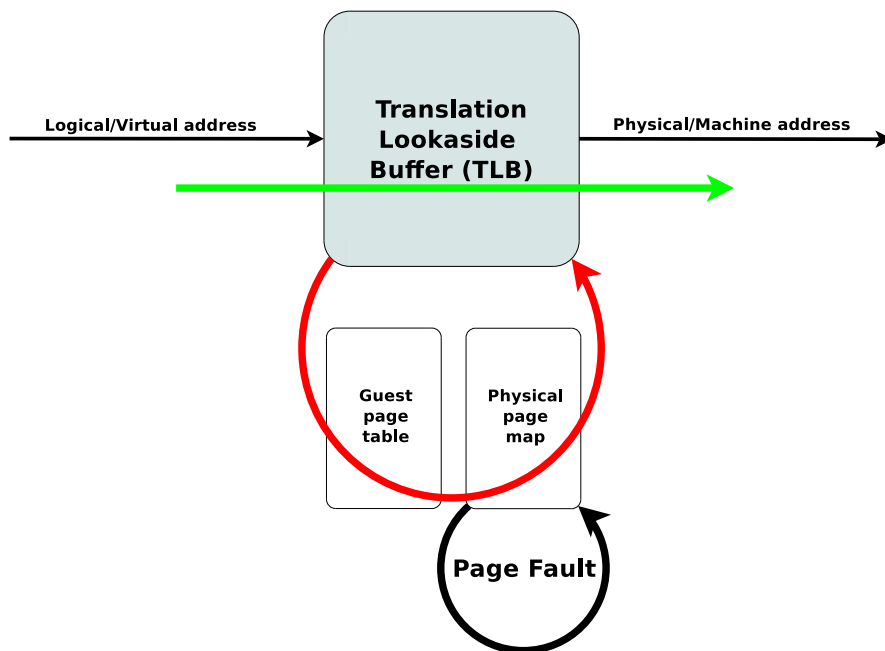 Logical/Virtual address
Translation
Lookaside
Buffer (TLB)
Physical/Machine address
Guest
page
table
Physical
page
map
Page Fault